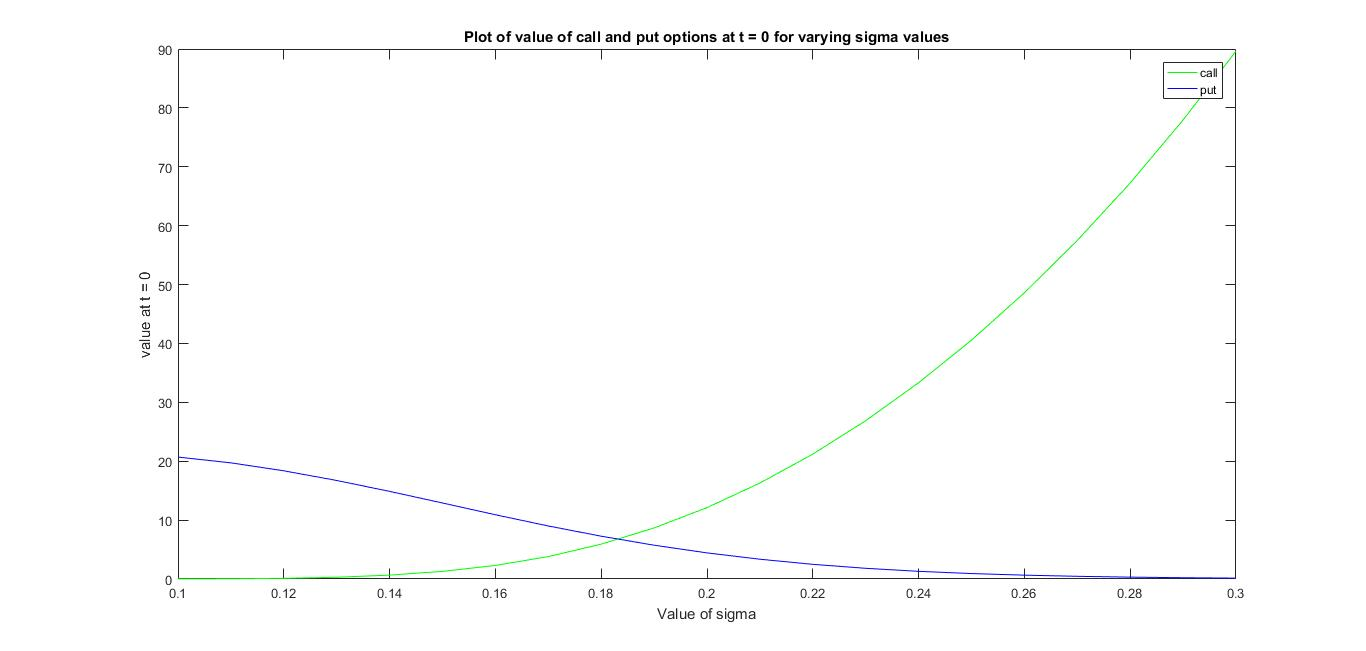 Plot of value of call and put options at t = 0 for varying sigma values
90
80
70
60
50
40
30
20
10
0
value at t = 0
call
put
0.1 0.12 0.14 0.16 0.18 0.2 0.22 0.24 0.26 0.28 0.3
Value of sigma